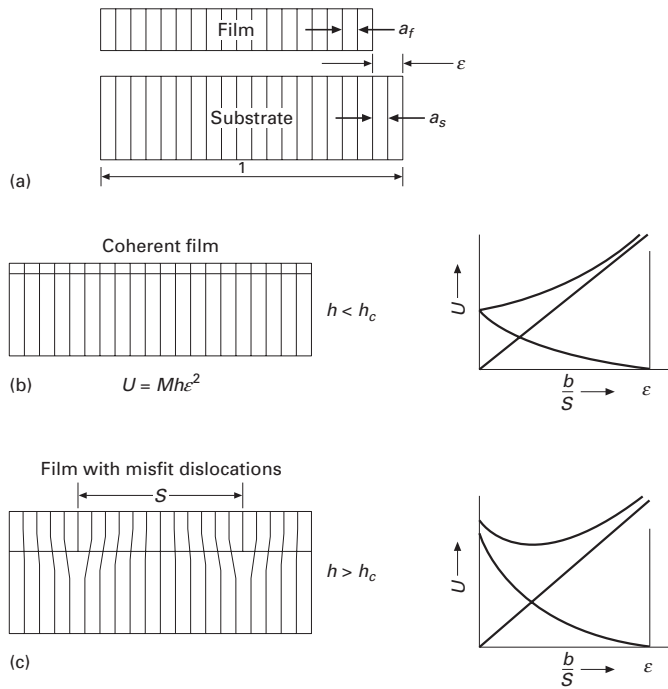 Film
a_f
ε
Substrate
a_s
(a)
1
Coherent film
h < h_c
U
b/S
ε
(b)
U = Mhε²
Film with misfit dislocations
S
h > h_c
U
b/S
ε
(c)